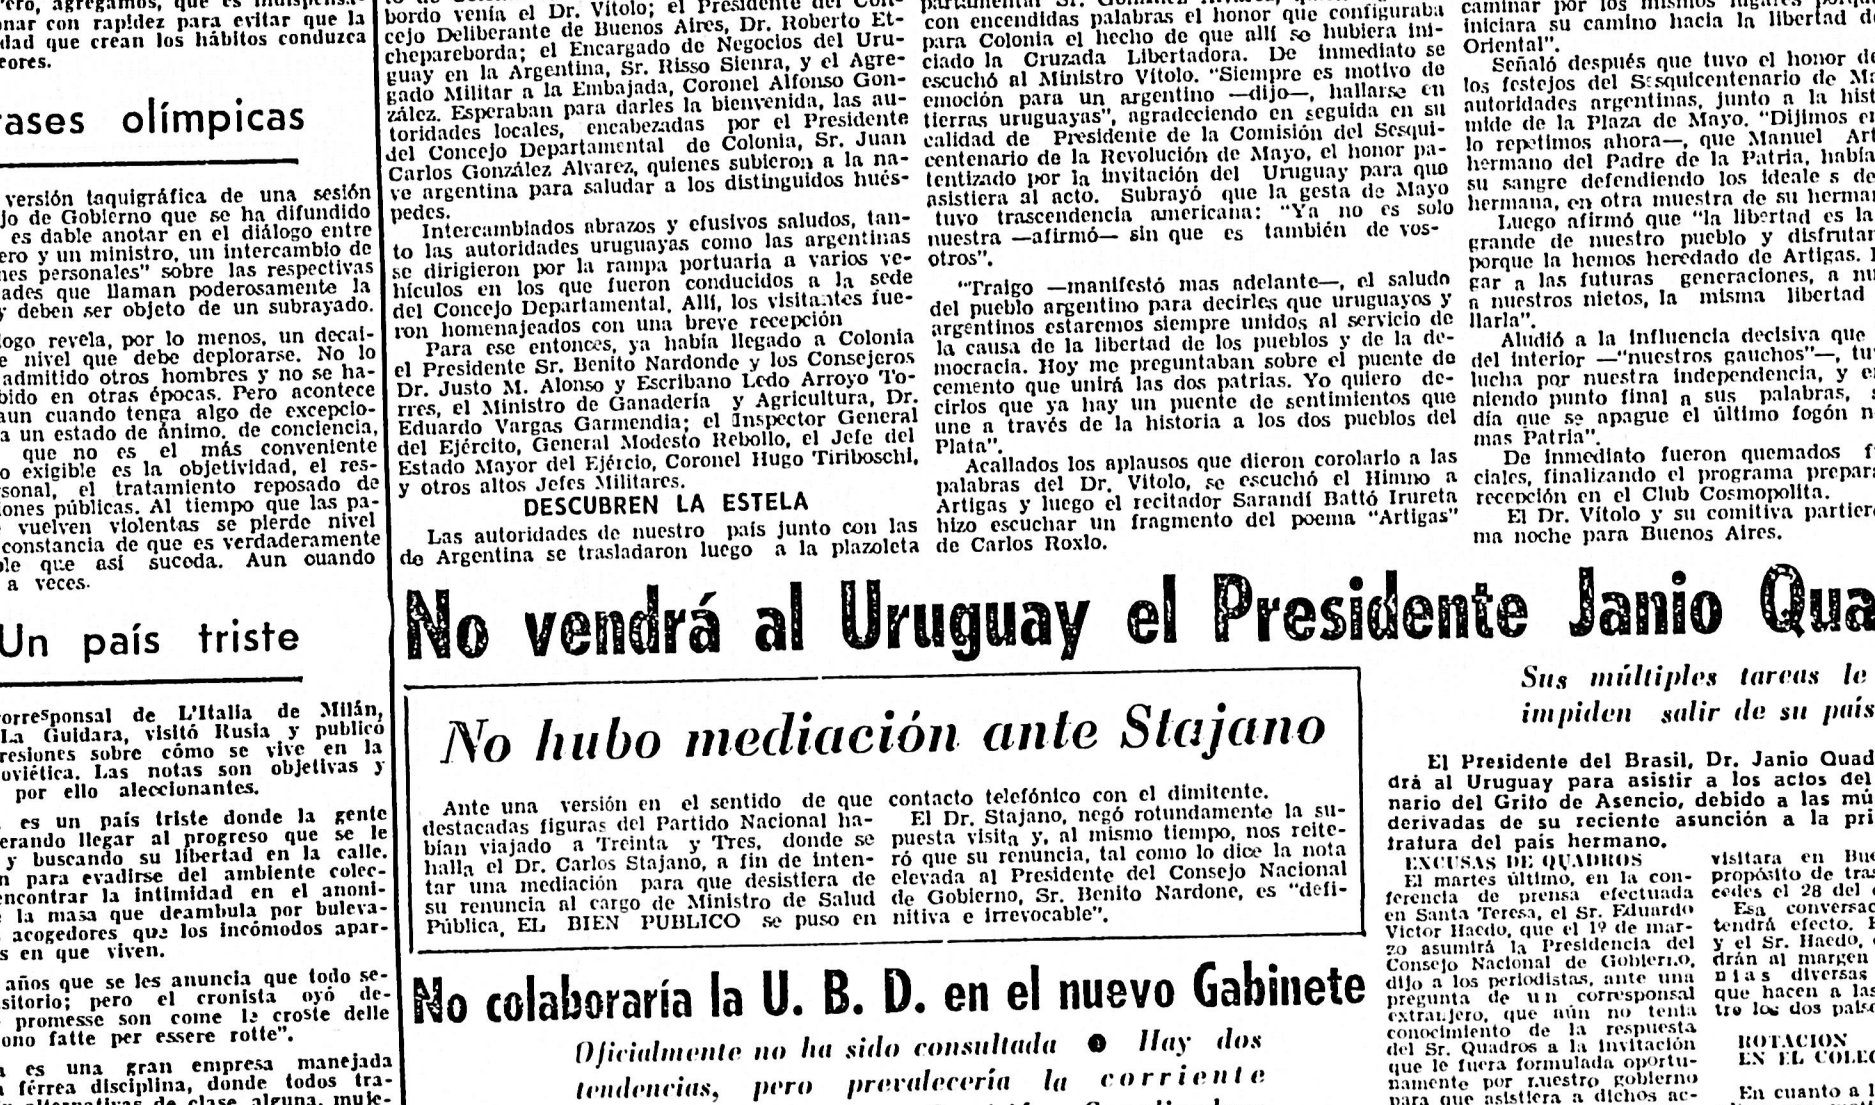 ero, agregamos, que es indispensa-
onar con rapidez para evitar que la
dad que crean los hábitos conduzca
eores.
rases olímpicas
versión taquigráfica de una sesión
jo de Gobierno que se ha difundido
es dable anotar en el diálogo entre
ero y un ministro, un intercambio de
nes personales" sobre las respectivas
ades que llaman poderosamente la
y deben ser objeto de un subrayado.
logo revela, por lo menos, un decai-
e nivel que debe deplorarse. No lo
admitido otros hombres y no se ha-
bido en otras épocas. Pero acontece
aun cuando tenga algo de excepcio-
a un estado de ánimo, de conciencia,
que no es el más conveniente
o exigible es la objetividad, el res-
rsonal, el tratamiento reposado de
iones públicas. Al tiempo que las pa-
vuelven violentas se pierde nivel
constancia de que es verdaderamente
ble que así suceda. Aun cuando
a veces.
Un país triste
orresponsal de L'Italia de Milán,
La Guidara, visitó Rusia y publicó
resiones sobre cómo se vive en la
oviética. Las notas son objetivas y
por ello aleccionantes.
es un país triste donde la gente
erando llegar al progreso que se le
y buscando su libertad en la calle.
n para evadirse del ambiente colec-
encontrar la intimidad en el anoni-
e la masa que deambula por buleva-
acogedores que los incómodos apar-
s en que viven.
años que se les anuncia que todo se-
sitorio; pero el cronista oyó de-
promesse son come le croste delle
ono fatte per essere rotte".
a es una gran empresa manejada
férrea disciplina, donde todos tra-
alternativas de clase alguna, muje-
bordo venía el Dr. Vítolo; el Presidente del Con-
cejo Deliberante de Buenos Aires, Dr. Roberto Et-
chepareborda; el Encargado de Negocios del Uru-
guay en la Argentina, Sr. Risso Sienra, y el Agre-
gado Militar a la Embajada, Coronel Alfonso Gon-
zález. Esperaban para darles la bienvenida, las au-
toridades locales, encabezadas por el Presidente
del Concejo Departamental de Colonia, Sr. Juan
Carlos González Alvarez, quienes subieron a la na-
ve argentina para saludar a los distinguidos hués-
pedes.
Intercambiados abrazos y efusivos saludos, tan-
to las autoridades uruguayas como las argentinas
se dirigieron por la rampa portuaria a varios ve-
hículos en los que fueron conducidos a la sede
del Concejo Departamental. Allí, los visitantes fue-
ron homenajeados con una breve recepción
Para ese entonces, ya había llegado a Colonia
el Presidente Sr. Benito Nardonde y los Consejeros
Dr. Justo M. Alonso y Escribano Ledo Arroyo To-
rres, el Ministro de Ganadería y Agricultura, Dr.
Eduardo Vargas Garmendia; el Inspector General
del Ejército, General Modesto Rebollo, el Jefe del
Estado Mayor del Ejércio, Coronel Hugo Tiriboschi,
y otros altos Jefes Militares.
DESCUBREN LA ESTELA
Las autoridades de nuestro país junto con las
de Argentina se trasladaron luego a la plazoleta
con encendidas palabras el honor que configuraba
para Colonia el hecho de que allí se hubiera ini-
ciado la Cruzada Libertadora. De inmediato se
escuchó al Ministro Vítolo. "Siempre es motivo de
emoción para un argentino —dijo—, hallarse en
tierras uruguayas", agradeciendo en seguida en su
calidad de Presidente de la Comisión del Sesqui-
centenario de la Revolución de Mayo, el honor pa-
tentizado por la invitación del Uruguay para que
asistiera al acto. Subrayó que la gesta de Mayo
tuvo trascendencia americana: "Ya no es solo
nuestra —afirmó— sin que es también de vos-
otros".
"Traigo —manifestó mas adelante—, el saludo
del pueblo argentino para decirles que uruguayos y
argentinos estaremos siempre unidos al servicio de
la causa de la libertad de los pueblos y de la de-
mocracia. Hoy me preguntaban sobre el puente de
cemento que unirá las dos patrias. Yo quiero de-
cirlos que ya hay un puente de sentimientos que
une a través de la historia a los dos pueblos del
Plata".
Acallados los aplausos que dieron corolario a las
palabras del Dr. Vítolo, se escuchó el Himno a
Artigas y luego el recitador Sarandí Battó Irureta
hizo escuchar un fragmento del poema "Artigas"
de Carlos Roxlo.
caminar por los mismos lugares
iniciara su camino hacia la libertad d
Oriental".
Señaló después que tuvo el honor de
los festejos del Sesquicentenario de Ma
autoridades argentinas, junto a la hist
mide de la Plaza de Mayo. "Dijimos e
lo repetimos ahora—, que Manuel Art
hermano del Padre de la Patria, había
su sangre defendiendo los ideale s de
hermana, en otra muestra de su herman
Luego afirmó que "la libertad es la
grande de nuestro pueblo y disfrutan
porque la hemos heredado de Artigas.
gar a las futuras generaciones, a nu
a nuestros nietos, la misma libertad
llarla".
Aludió a la influencia decisiva que
del interior —"nuestros gauchos"—, tu
lucha por nuestra independencia, y e
niendo punto final a sus palabras,
día que se apague el último fogón n
mas Patria".
De inmediato fueron quemados f
ciales, finalizando el programa prepara
recepción en el Club Cosmopolita.
El Dr. Vítolo y su comitiva partiero
ma noche para Buenos Aires.
No vendrá al Uruguay el Presidente Janio Qua
Sus múltiples tareas le
impiden salir de su país
No hubo mediación ante Stajano
Ante una versión en el sentido de que
destacadas figuras del Partido Nacional ha-
bían viajado a Treinta y Tres, donde se
halla el Dr. Carlos Stajano, a fin de inten-
tar una mediación para que desistiera de
su renuncia al cargo de Ministro de Salud
Pública, EL BIEN PUBLICO se puso en
contacto telefónico con el dimitente.
El Dr. Stajano, negó rotundamente la su-
puesta visita y, al mismo tiempo, nos reite-
ró que su renuncia, tal como lo dice la nota
elevada al Presidente del Consejo Nacional
de Gobierno, Sr. Benito Nardone, es "defi-
nitiva e irrevocable".
No colaboraría la U. B. D. en el nuevo Gabinete
Oficialmente no ha sido consultada ● Hay dos
tendencias, pero prevalecería la corriente
El Presidente del Brasil, Dr. Janio Quad
drá al Uruguay para asistir a los actos del
nario del Grito de Asencio, debido a las mú
derivadas de su reciente asunción a la pri
tratura del país hermano.
EXCUSAS DE QUADROS
El martes último, en la con-
ferencia de prensa efectuada
en Santa Teresa, el Sr. Eduardo
Víctor Haedo, que el 1º de mar-
zo asumirá la Presidencia del
Consejo Nacional de Gobierno,
dijo a los periodistas, ante una
pregunta de un corresponsal
extranjero, que aún no tenía
conocimiento de la respuesta
del Sr. Quadros a la invitación
que le fuera formulada oportu-
namente por nuestro gobierno
para que asistiera a dichos ac-
visitara en Bue
propósito de tras
cedes el 28 del
Esa conversac
tendrá efecto.
y el Sr. Haedo,
drán al margen
nias diversas
que hacen a las
tre los dos paíse
ROTACION
EN EL COLEG
En cuanto a l